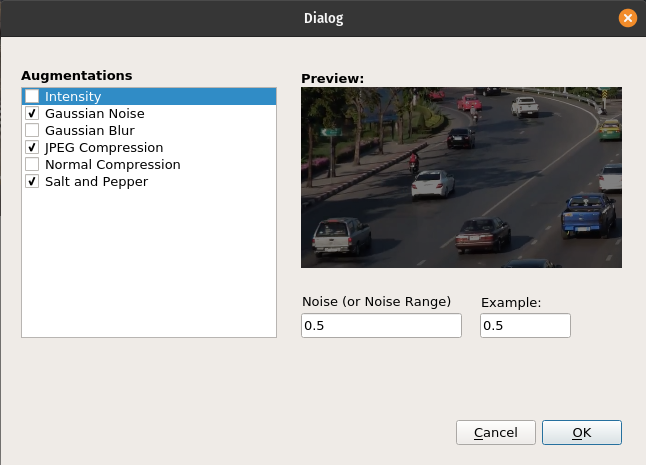 Dialog
Augmentations
Intensity
Gaussian Noise
Gaussian Blur
JPEG Compression
Normal Compression
Salt and Pepper
Preview:
Noise (or Noise Range)
Example:
0.5
0.5
Cancel
OK